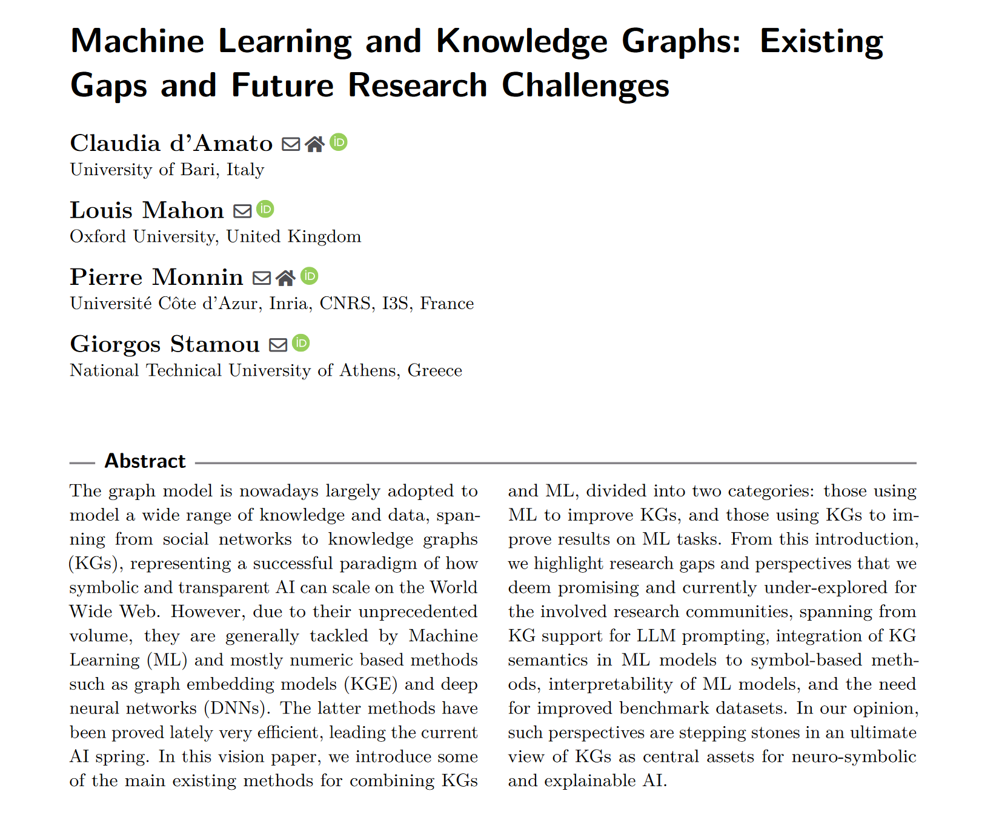 Machine Learning and Knowledge Graphs: Existing
Gaps and Future Research Challenges
Claudia d'Amato
University of Bari, Italy
Louis Mahon
Oxford University, United Kingdom
Pierre Monnin
Université Côte d'Azur, Inria, CNRS, I3S, France
Giorgos Stamou
National Technical University of Athens, Greece
Abstract
The graph model is nowadays largely adopted to
model a wide range of knowledge and data, span-
ning from social networks to knowledge graphs
(KGs), representing a successful paradigm of how
symbolic and transparent AI can scale on the World
Wide Web. However, due to their unprecedented
volume, they are generally tackled by Machine
Learning (ML) and mostly numeric based methods
such as graph embedding models (KGE) and deep
neural networks (DNNs). The latter methods have
been proved lately very efficient, leading the current
AI spring. In this vision paper, we introduce some
of the main existing methods for combining KGs
and ML, divided into two categories: those using
ML to improve KGs, and those using KGs to im-
prove results on ML tasks. From this introduction,
we highlight research gaps and perspectives that we
deem promising and currently under-explored for
the involved research communities, spanning from
KG support for LLM prompting, integration of KG
semantics in ML models to symbol-based meth-
ods, interpretability of ML models, and the need
for improved benchmark datasets. In our opinion,
such perspectives are stepping stones in an ultimate
view of KGs as central assets for neuro-symbolic
and explainable AI.